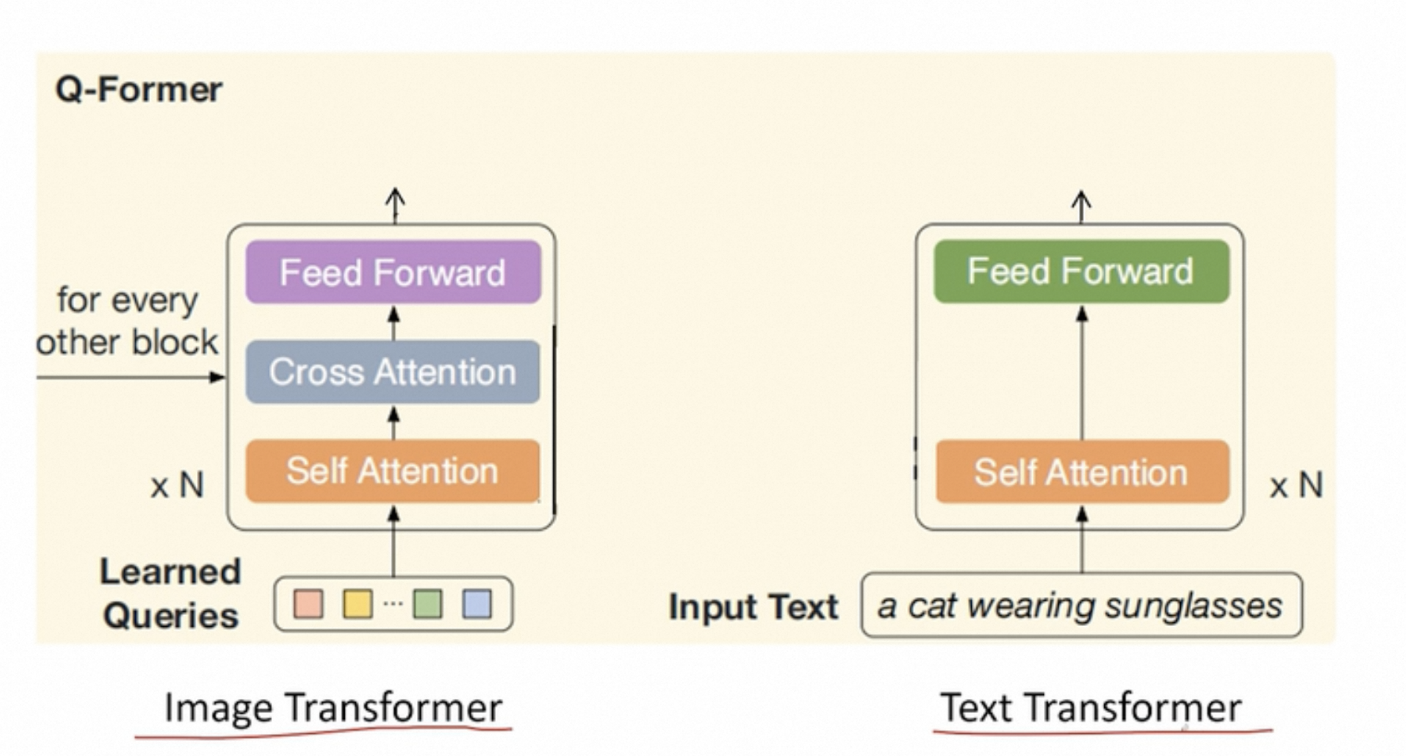 Q-Former
Feed Forward
Feed Forward
for every
other block
Cross Attention
Self Attention
Self Attention
x N
x N
Learned
Queries
...
Input Text
a cat wearing sunglasses
Image Transformer
Text Transformer